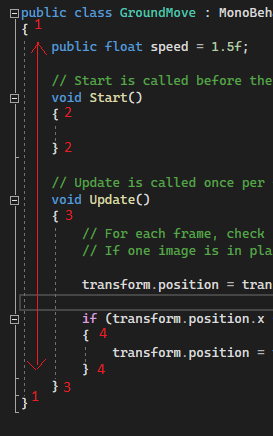 public class GroundMove : MonoBeh
{ 1
public float speed = 1.5f;
// Start is called before the
void Start()
{ 2
} 2
// Update is called once per
void Update()
{ 3
// For each frame, check
// If one image is in pla
transform.position = tran
if (transform.position.x
{ 4
transform.position =
} 4
} 3
} 1